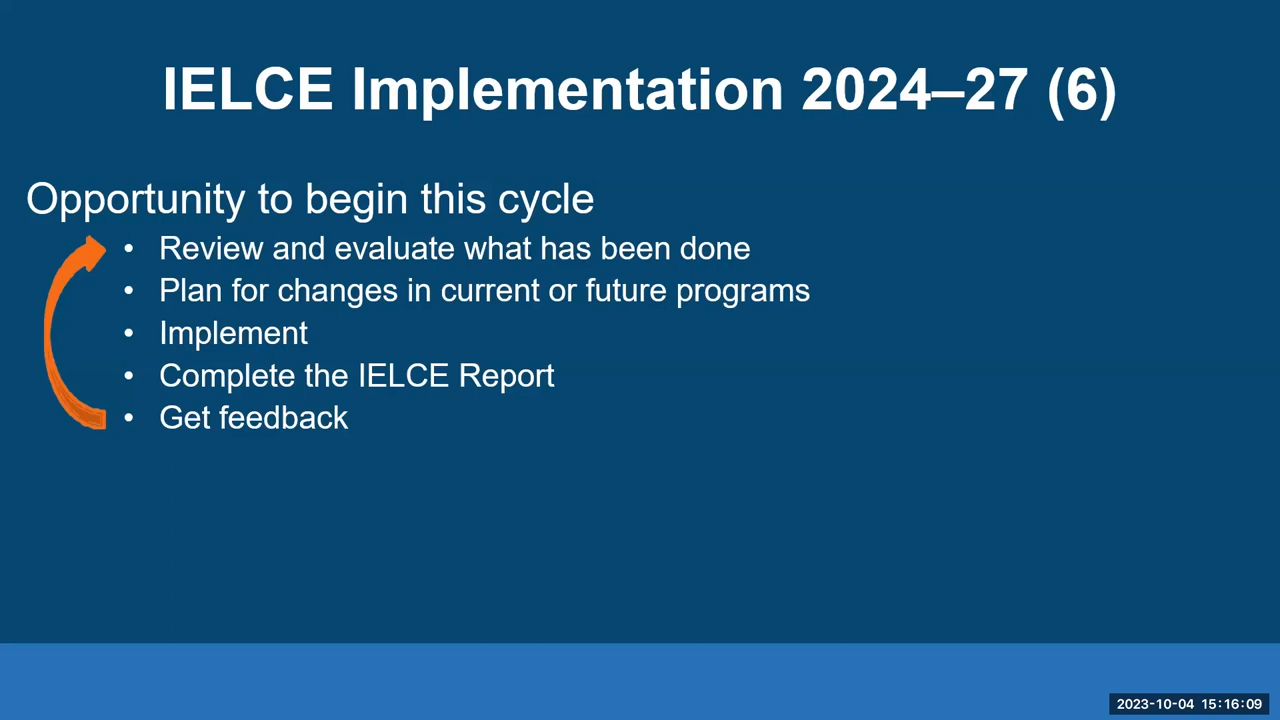 IELCE Implementation 2024–27 (6)
Opportunity to begin this cycle
• Review and evaluate what has been done
• Plan for changes in current or future programs
• Implement
• Complete the IELCE Report
• Get feedback
2023-10-04 15:16:09